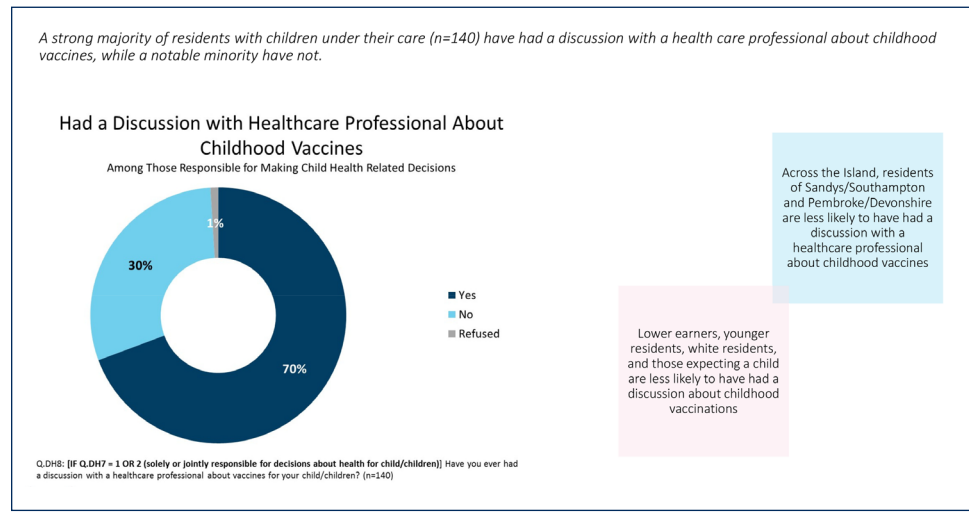 A strong majority of residents with children under their care (n=140) have had a discussion with a health care professional about childhood
vaccines, while a notable minority have not.
Had a Discussion with Healthcare Professional About
Childhood Vaccines
Among Those Responsible for Making Child Health Related Decisions
1%
30%
70%
Yes
No
Refused
Across the Island, residents
of Sandys/Southampton
and Pembroke/Devonshire
are less likely to have had a
discussion with a
healthcare professional
about childhood vaccines
Lower earners, younger
residents, white residents,
and those expecting a child
are less likely to have had a
discussion about childhood
vaccinations
Q.DH8: [IF Q.DH7 = 1 OR 2 (solely or jointly responsible for decisions about health for child/children)] Have you ever had
a discussion with a healthcare professional about vaccines for your child/children? (n=140)